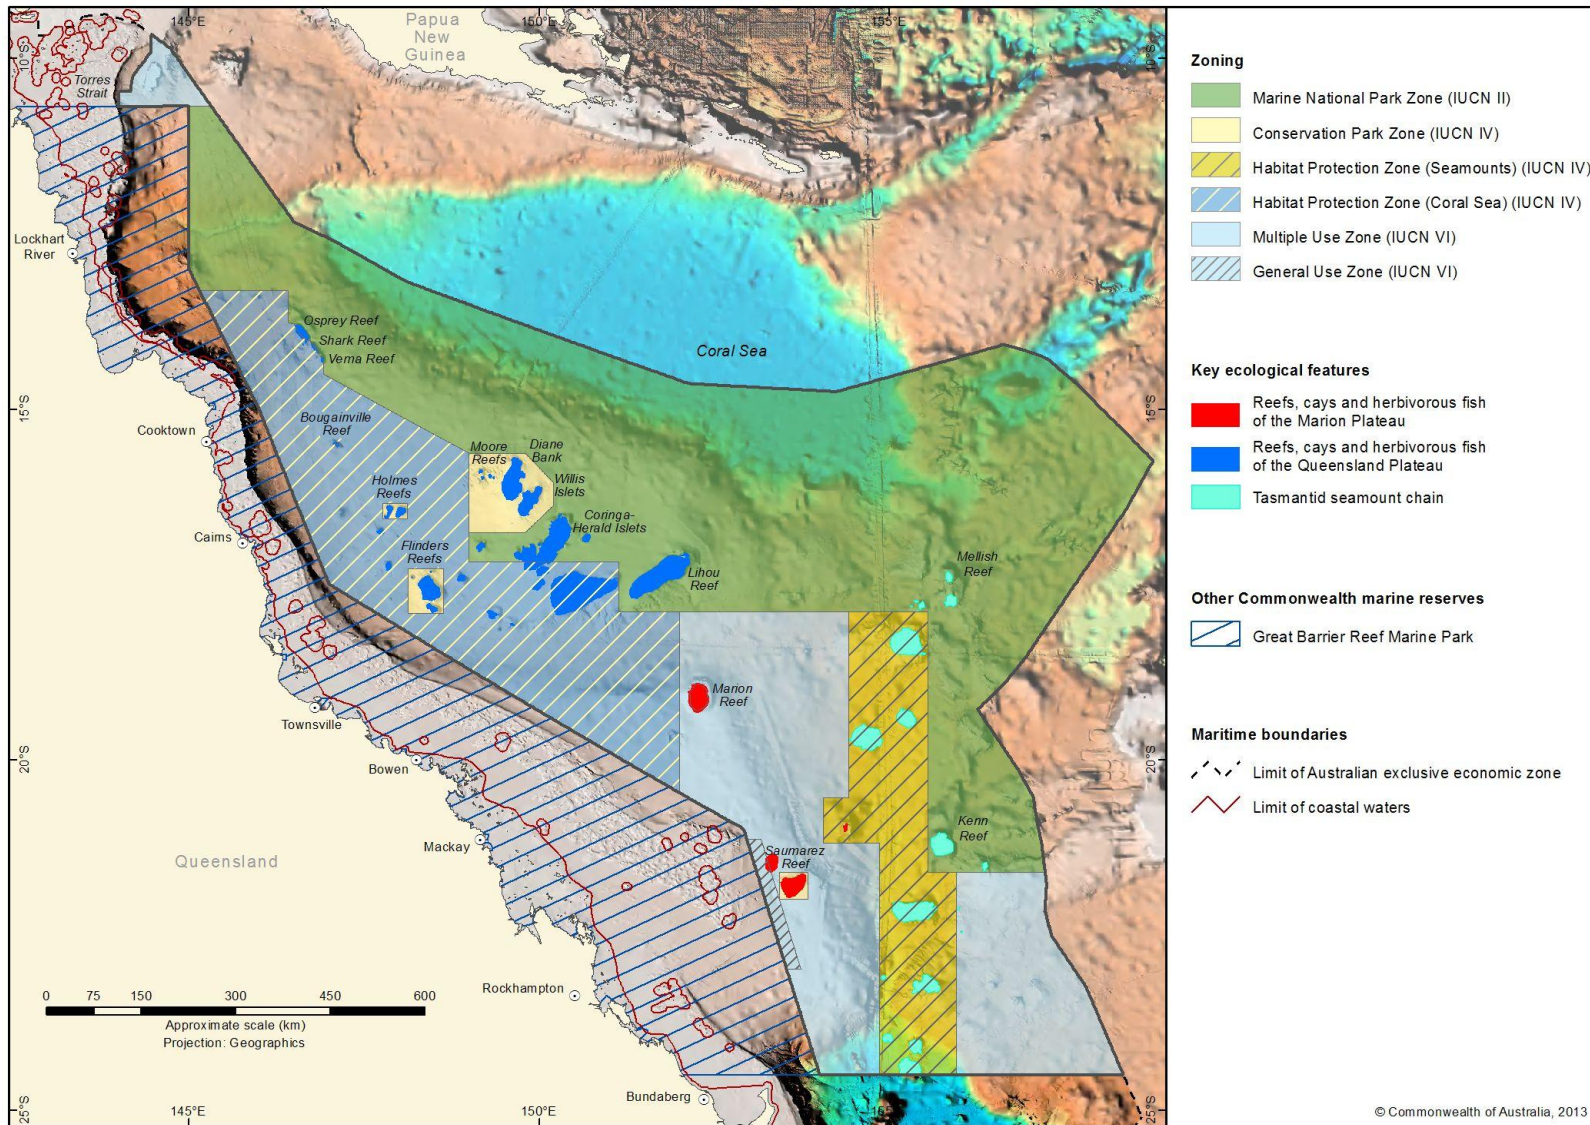 145°E
150°E
155°E
Papua
New
Guinea
10°S
10°S
Torres
Strait
Lockhart
River
Osprey Reef
Shark Reef
Vema Reef
Coral Sea
15°S
15°S
Bougainville
Reef
Cooktown
Moore
Reefs
Diane
Bank
Willis
Islets
Holmes
Reefs
Coringa-
Herald Islets
Cairns
Flinders
Reefs
Lihou
Reef
Mellish
Reef
Marion
Reef
Townsville
20°S
20°S
Bowen
Kenn
Reef
Mackay
Saumarez
Reef
Queensland
Rockhampton
0 75 150 300 450 600
Approximate scale (km)
Projection: Geographics
Bundaberg
25°S
25°S
145°E
150°E
155°E
Zoning
Marine National Park Zone (IUCN II)
Conservation Park Zone (IUCN IV)
Habitat Protection Zone (Seamounts) (IUCN IV)
Habitat Protection Zone (Coral Sea) (IUCN IV)
Multiple Use Zone (IUCN VI)
General Use Zone (IUCN VI)
Key ecological features
Reefs, cays and herbivorous fish
of the Marion Plateau
Reefs, cays and herbivorous fish
of the Queensland Plateau
Tasmantid seamount chain
Other Commonwealth marine reserves
Great Barrier Reef Marine Park
Maritime boundaries
Limit of Australian exclusive economic zone
Limit of coastal waters
© Commonwealth of Australia, 2013